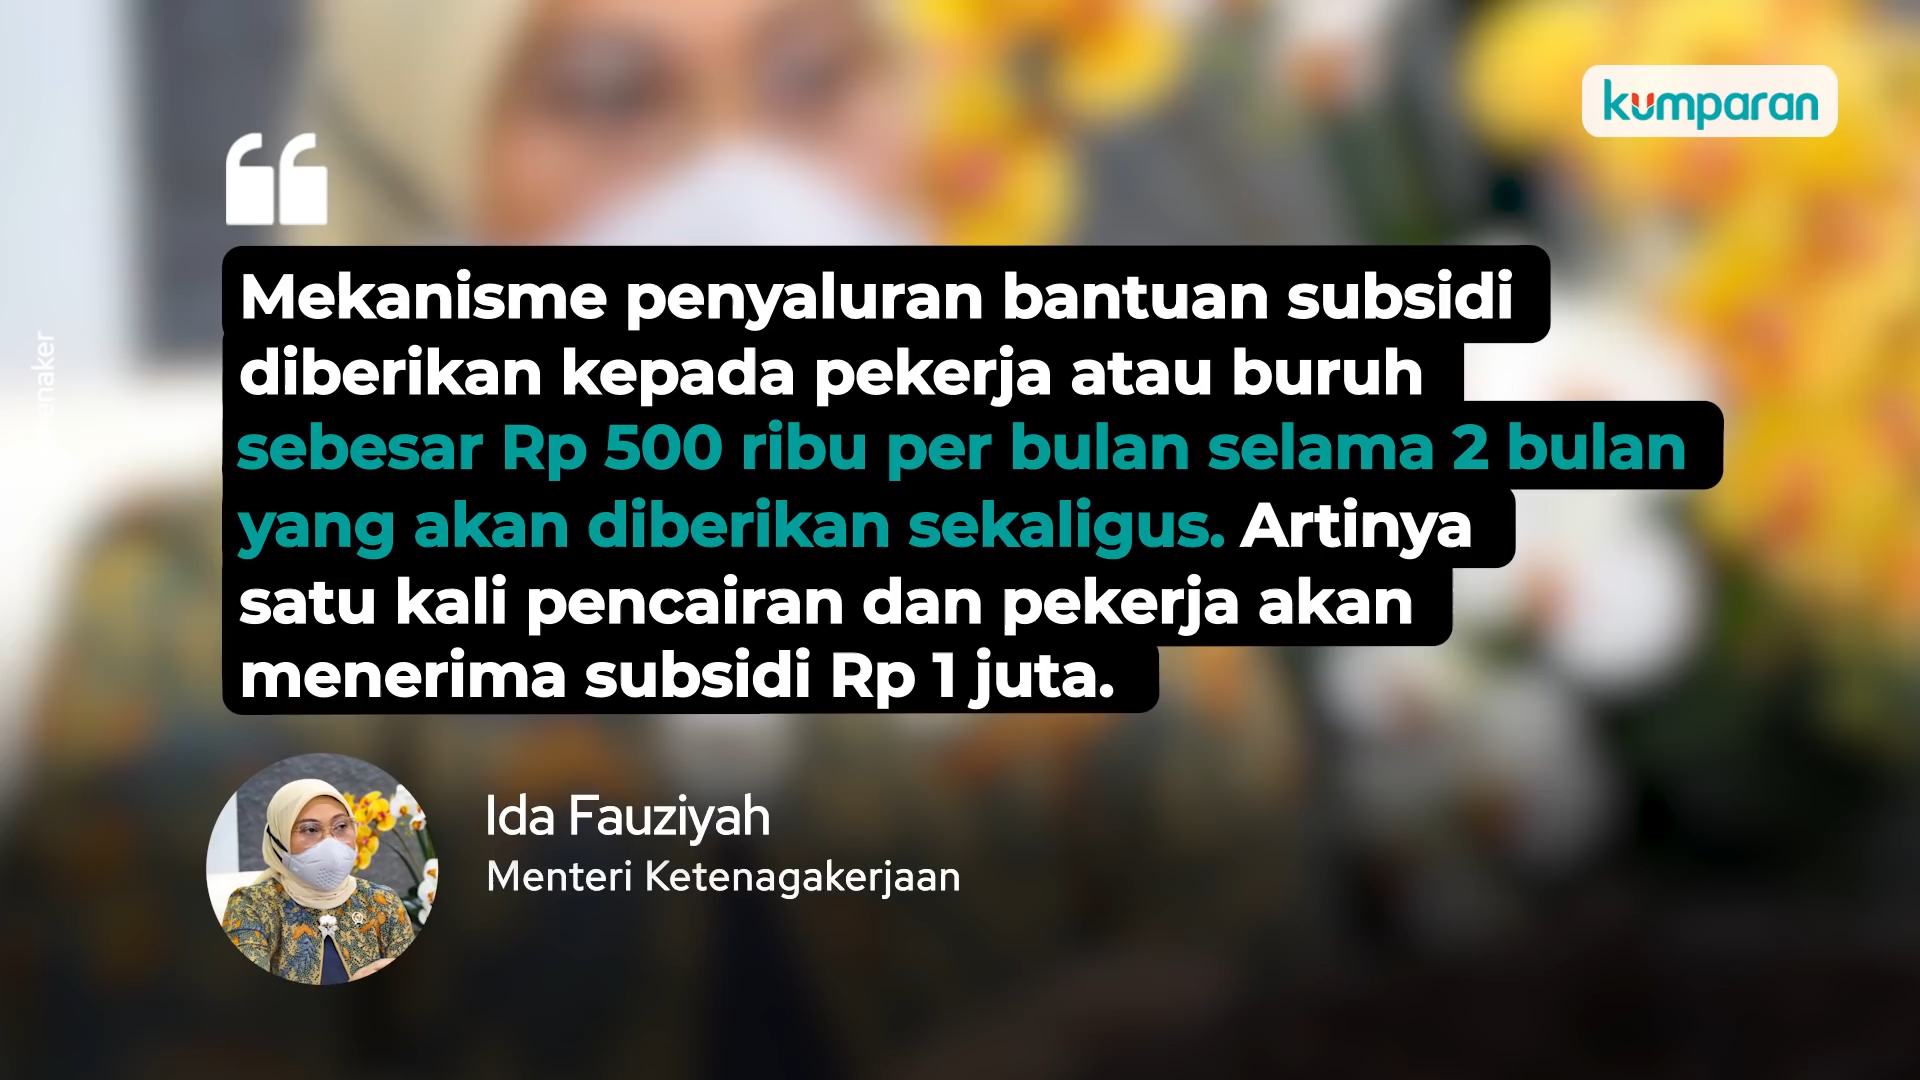 kumparan
Mekanisme penyaluran bantuan subsidi
diberikan kepada pekerja atau buruh
sebesar Rp 500 ribu per bulan selama 2 bulan
yang akan diberikan sekaligus. Artinya
satu kali pencairan dan pekerja akan
menerima subsidi Rp 1 juta.
Ida Fauziyah
Menteri Ketenagakerjaan